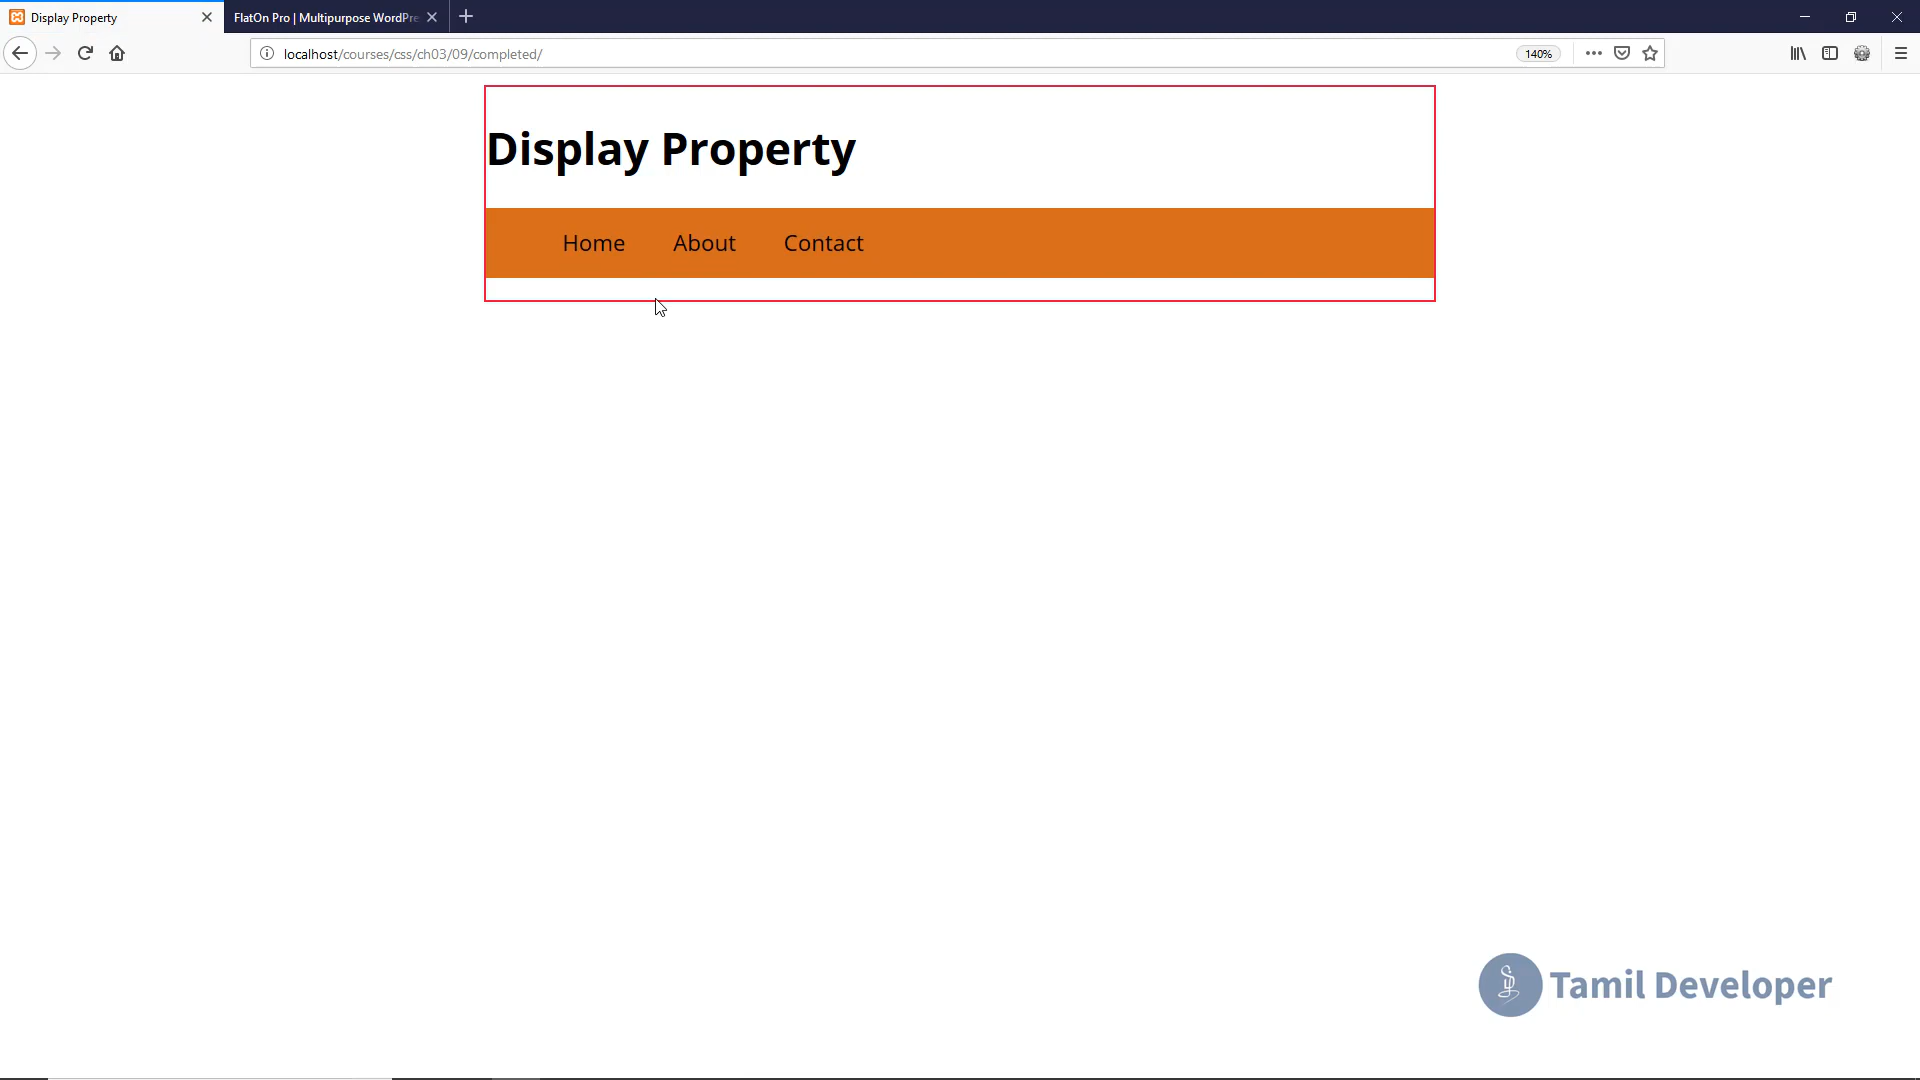 Display Property
FlatOn Pro | Multipurpose WordPre
localhost/courses/css/ch03/09/completed/
140%
Display Property
Home About Contact
Tamil Developer